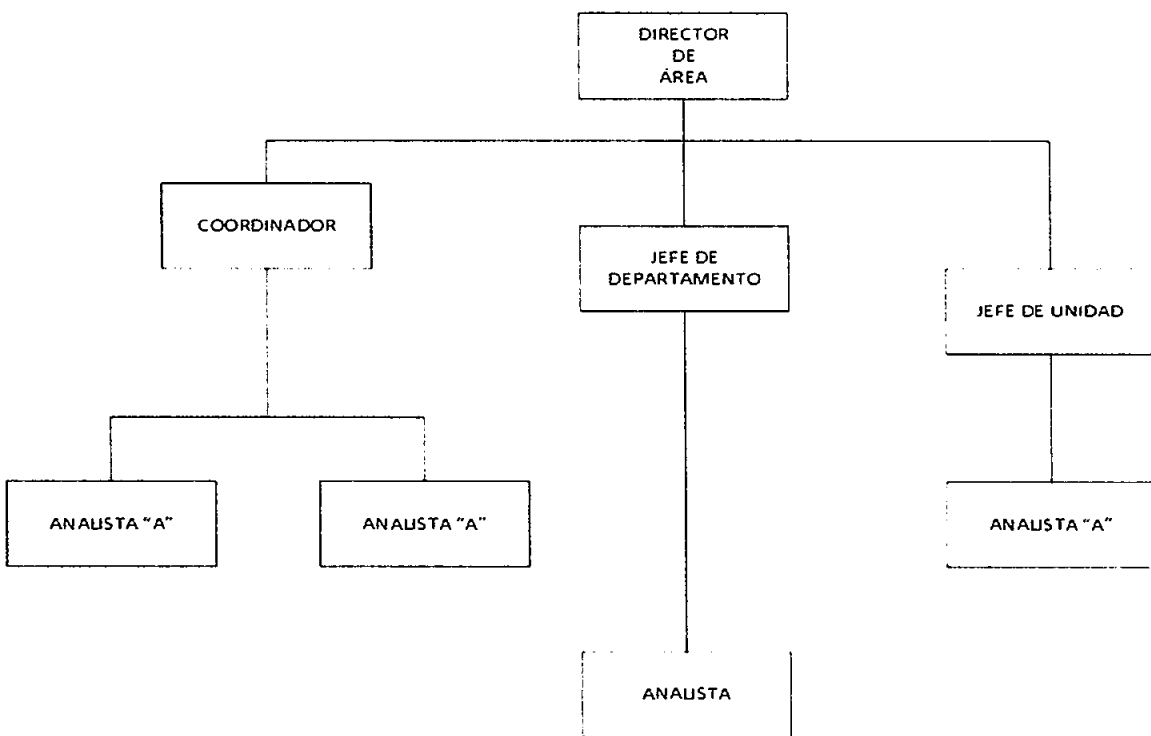 DIRECTOR
DE
ÁREA
COORDINADOR
JEFE DE
DEPARTAMENTO
JEFE DE UNIDAD
ANALISTA "A"
ANALISTA "A"
ANALISTA "A"
ANALISTA